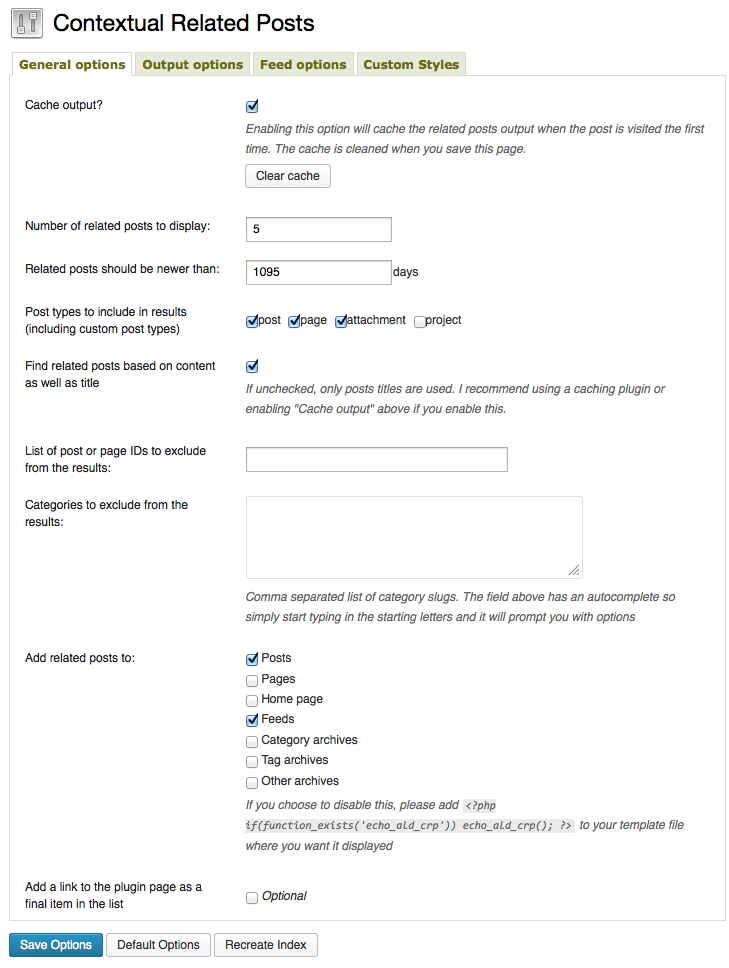 Contextual Related Posts
General options Output options Feed options Custom Styles
Cache output?
Enabling this option will cache the related posts output when the post is visited the first
time. The cache is cleaned when you save this page.
Clear cache
Number of related posts to display:
5
Related posts should be newer than:
1095 days
Post types to include in results
(including custom post types)
post page attachment project
Find related posts based on content
as well as title
If unchecked, only posts titles are used. I recommend using a caching plugin or
enabling "Cache output" above if you enable this.
List of post or page IDs to exclude
from the results:
Categories to exclude from the
results:
Comma separated list of category slugs. The field above has an autocomplete so
simply start typing in the starting letters and it will prompt you with options
Add related posts to:
Posts
Pages
Home page
Feeds
Category archives
Tag archives
Other archives
If you choose to disable this, please add <?php
if(function_exists('echo_ald_crp')) echo_ald_crp(); ?> to your template file
where you want it displayed
Add a link to the plugin page as a
final item in the list
Optional
Save Options Default Options Recreate Index